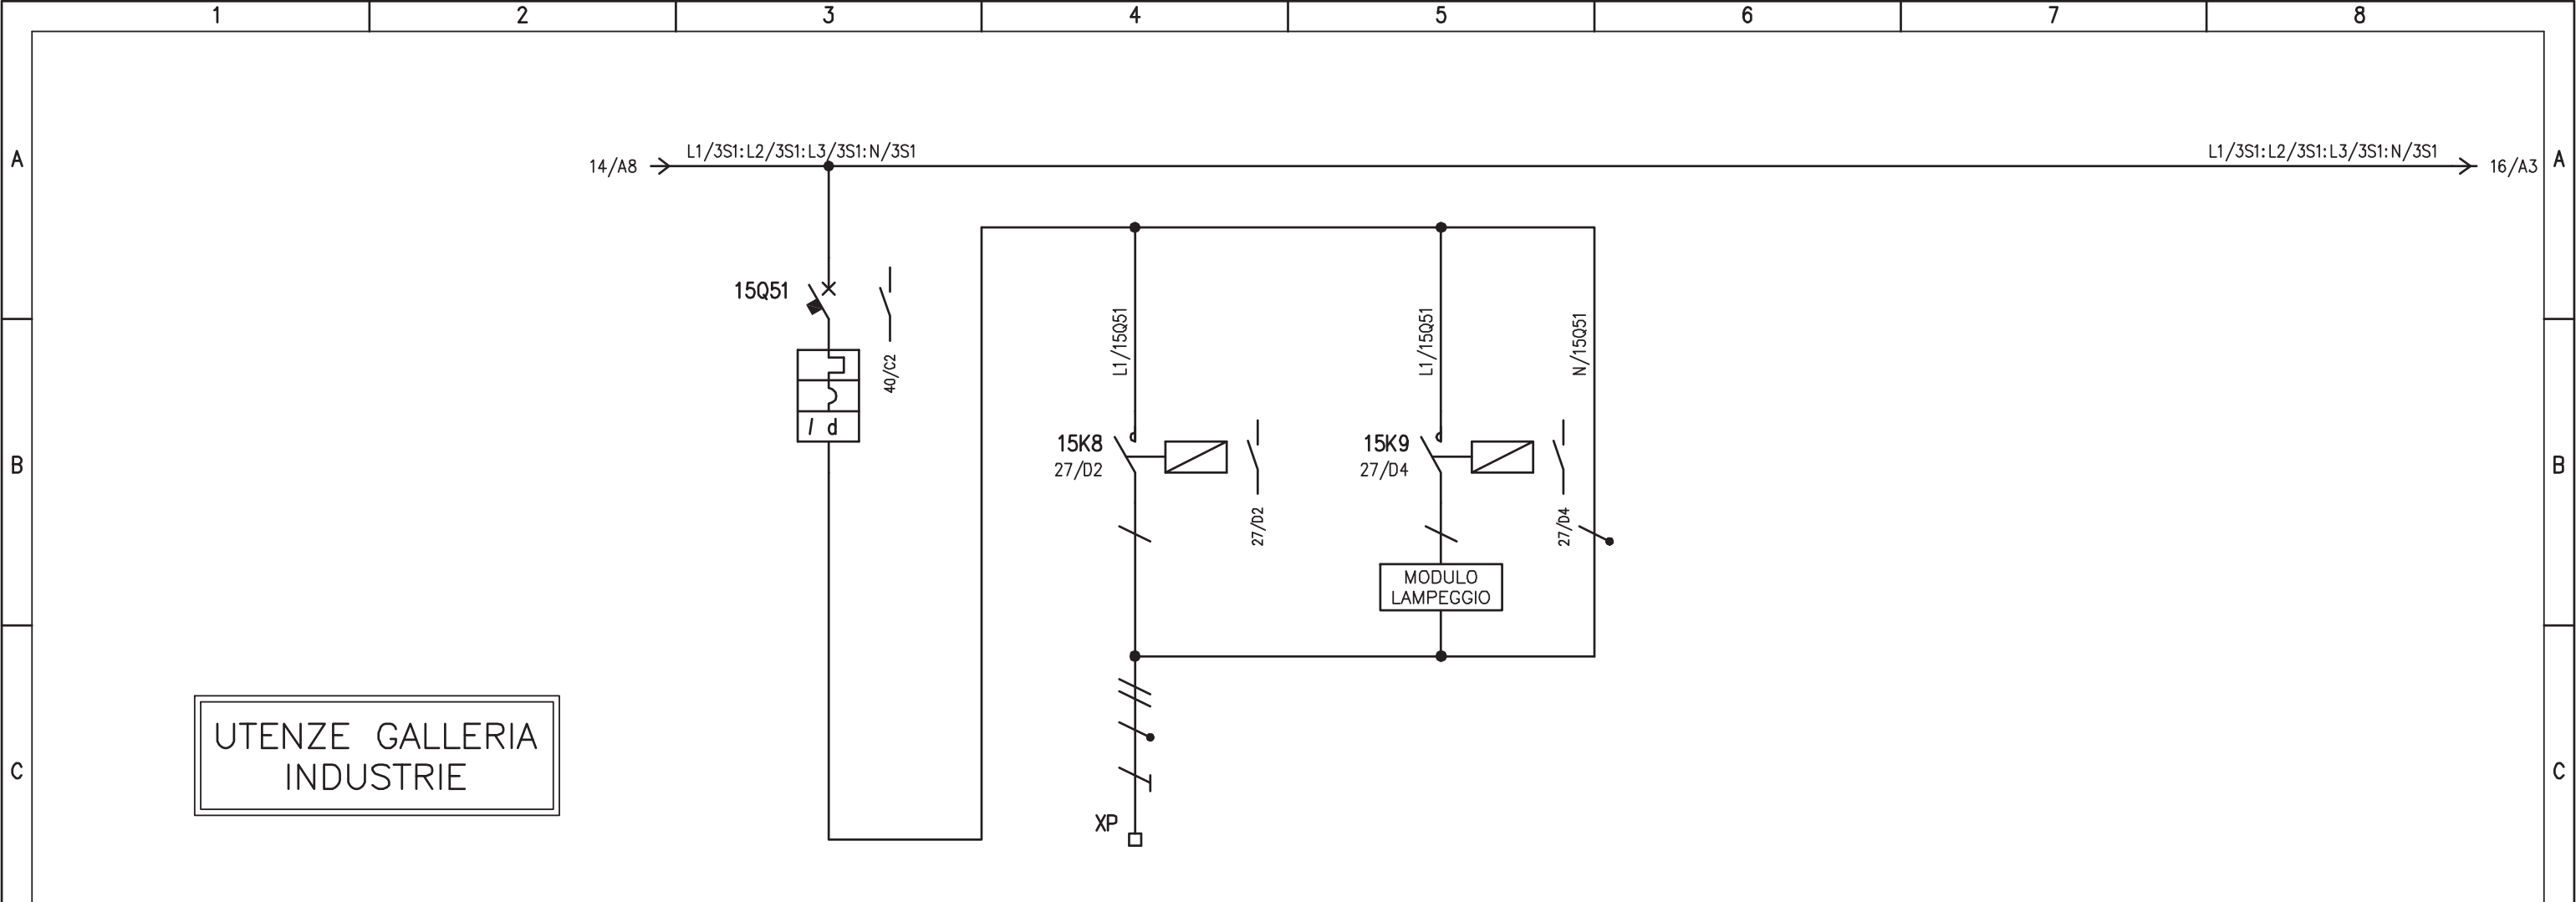 1 2 3 4 5 6 7 8
A A
14/A8 L1/3S1:L2/3S1:L3/3S1:N/3S1 L1/3S1:L2/3S1:L3/3S1:N/3S1 16/A3
15Q51
40/C2
L1/15Q51 L1/15Q51 N/15Q51
I d
B B
15K8
27/D2
27/D2
15K9
27/D4
27/D4
MODULO
LAMPEGGIO
UTENZE GALLERIA
INDUSTRIE
C C
XP